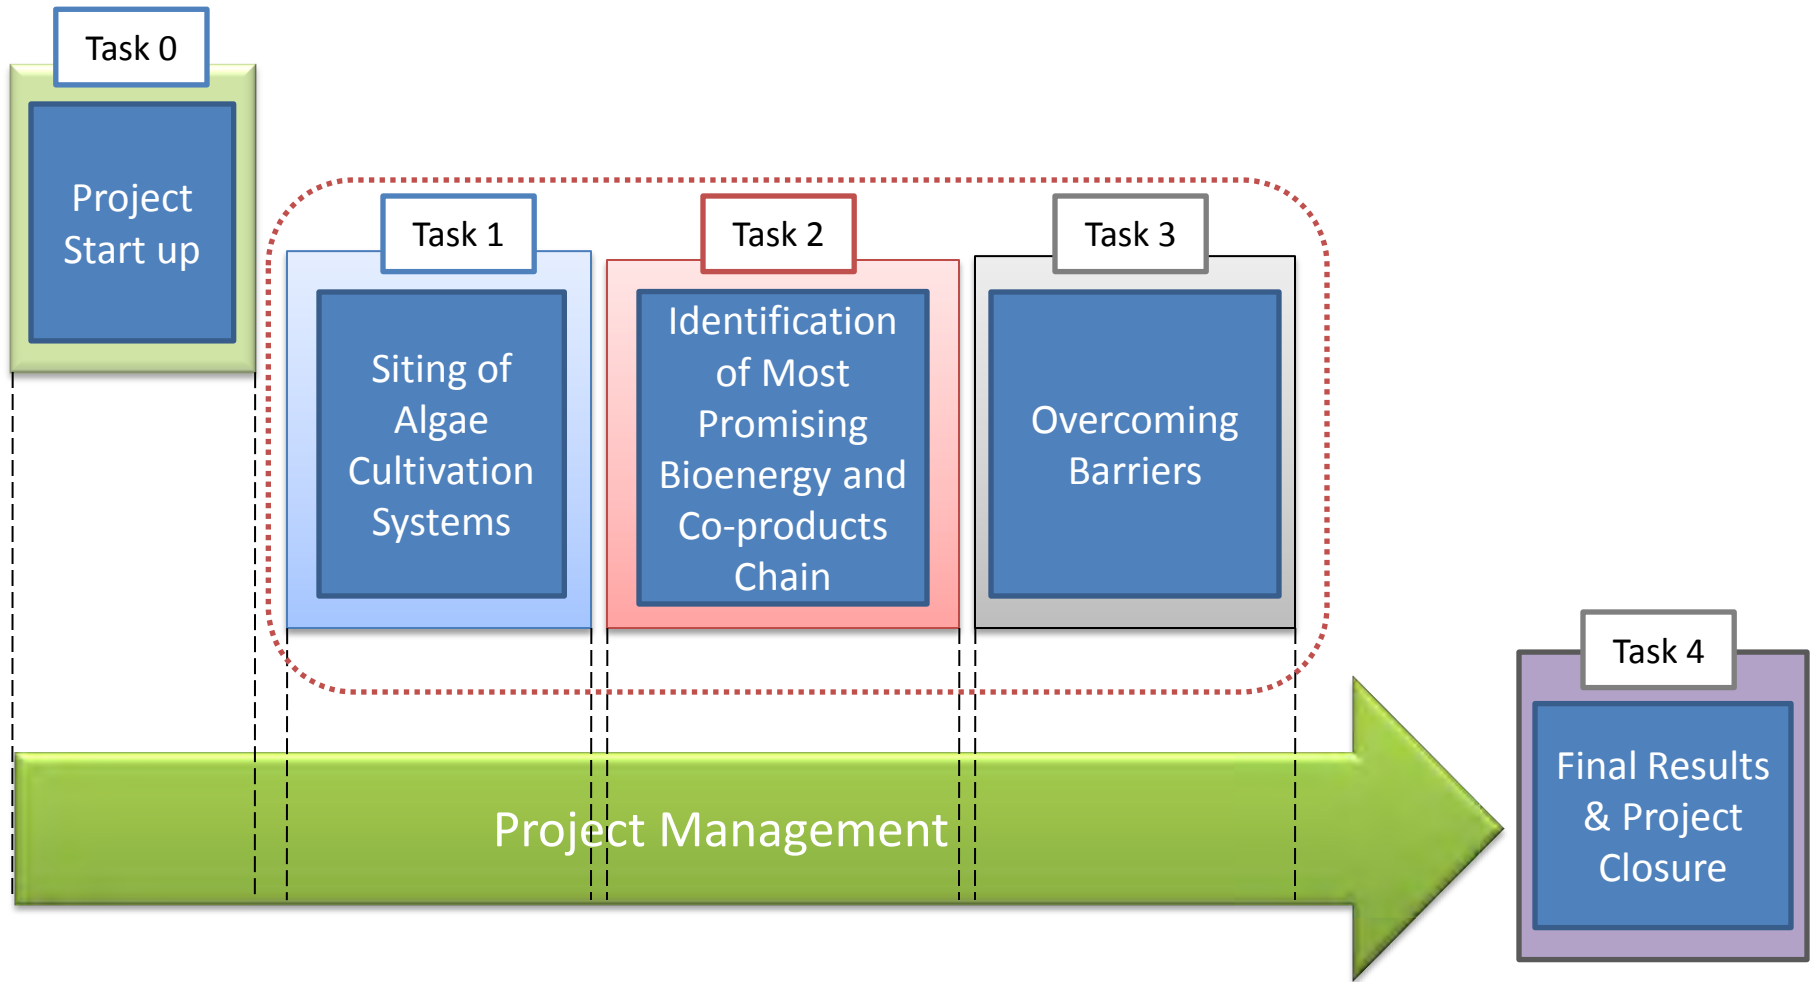 Task 0
Project
Start up
Task 1
Siting of
Algae
Cultivation
Systems
Task 2
Identification
of Most
Promising
Bioenergy and
Co-products
Chain
Task 3
Overcoming
Barriers
Task 4
Final Results
& Project
Closure
Project Management